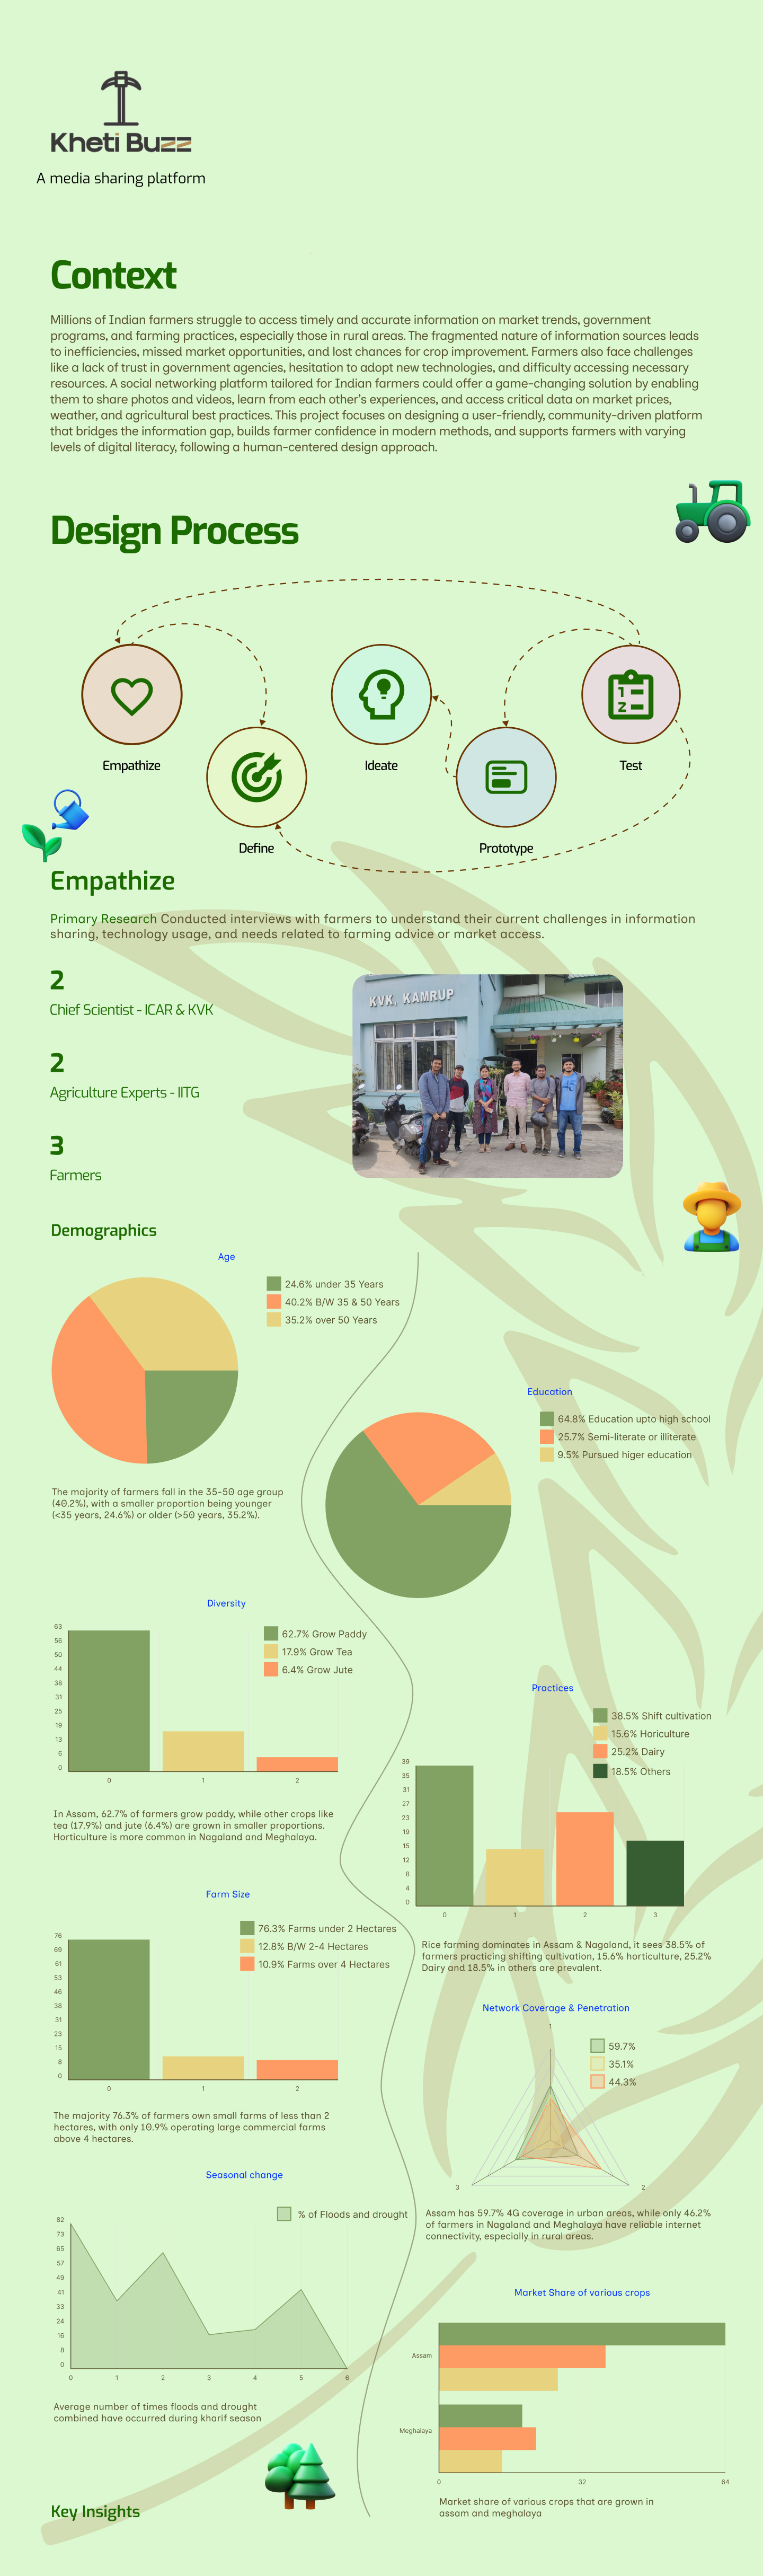 Kheti Buzz
A media sharing platform
Context
Millions of Indian farmers struggle to access timely and accurate information on market trends, government
programs, and farming practices, especially those in rural areas. The fragmented nature of information sources leads
to inefficiencies, missed market opportunities, and lost chances for crop improvement. Farmers also face challenges
like a lack of trust in government agencies, hesitation to adopt new technologies, and difficulty accessing necessary
resources. A social networking platform tailored for Indian farmers could offer a game-changing solution by enabling
them to share photos and videos, learn from each other's experiences, and access critical data on market prices,
weather, and agricultural best practices. This project focuses on designing a user-friendly, community-driven platform
that bridges the information gap, builds farmer confidence in modern methods, and supports farmers with varying
levels of digital literacy, following a human-centered design approach.
Design Process
1
2
Empathize
Ideate
Test
Define
Prototype
Empathize
Primary Research Conducted interviews with farmers to understand their current challenges in information
sharing, technology usage, and needs related to farming advice or market access.
2
Chief Scientist - ICAR & KVK
2
Agriculture Experts - IITG
3
Farmers
KVK, KAMRUP
Demographics
Age
24.6% under 35 Years
40.2% B/W 35 & 50 Years
35.2% over 50 Years
The majority of farmers fall in the 35-50 age group
(40.2%), with a smaller proportion being younger
(<35 years, 24.6%) or older (>50 years, 35.2%).
Education
64.8% Education upto high school
25.7% Semi-literate or illiterate
9.5% Pursued higer education
Diversity
62.7% Grow Paddy
17.9% Grow Tea
6.4% Grow Jute
63
56
50
44
38
31
25
19
13
6
0
0 1 2
In Assam, 62.7% of farmers grow paddy, while other crops like
tea (17.9%) and jute (6.4%) are grown in smaller proportions.
Horticulture is more common in Nagaland and Meghalaya.
Practices
38.5% Shift cultivation
15.6% Horiculture
25.2% Dairy
18.5% Others
39
35
31
27
23
19
15
12
8
4
0
0 1 2 3
Rice farming dominates in Assam & Nagaland, it sees 38.5% of
farmers practicing shifting cultivation, 15.6% horticulture, 25.2%
Dairy and 18.5% in others are prevalent.
Farm Size
76.3% Farms under 2 Hectares
12.8% B/W 2-4 Hectares
10.9% Farms over 4 Hectares
76
69
61
53
46
38
31
23
15
8
0
0 1 2
The majority 76.3% of farmers own small farms of less than 2
hectares, with only 10.9% operating large commercial farms
above 4 hectares.
Network Coverage & Penetration
1
59.7%
35.1%
44.3%
3
2
Assam has 59.7% 4G coverage in urban areas, while only 46.2%
of farmers in Nagaland and Meghalaya have reliable internet
connectivity, especially in rural areas.
Seasonal change
% of Floods and drought
82
73
65
57
49
41
33
24
16
8
0
0 1 2 3 4 5 6
Average number of times floods and drought
combined have occurred during kharif season
Market Share of various crops
Assam
Meghalaya
0 32 64
Market share of various crops that are grown in
assam and meghalaya
Key Insights